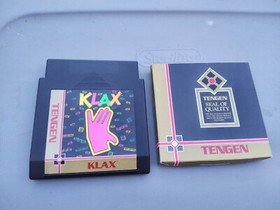 KLAX
TENGEN
KLAX
TENGEN
SEAL OF
QUALITY
TENGEN